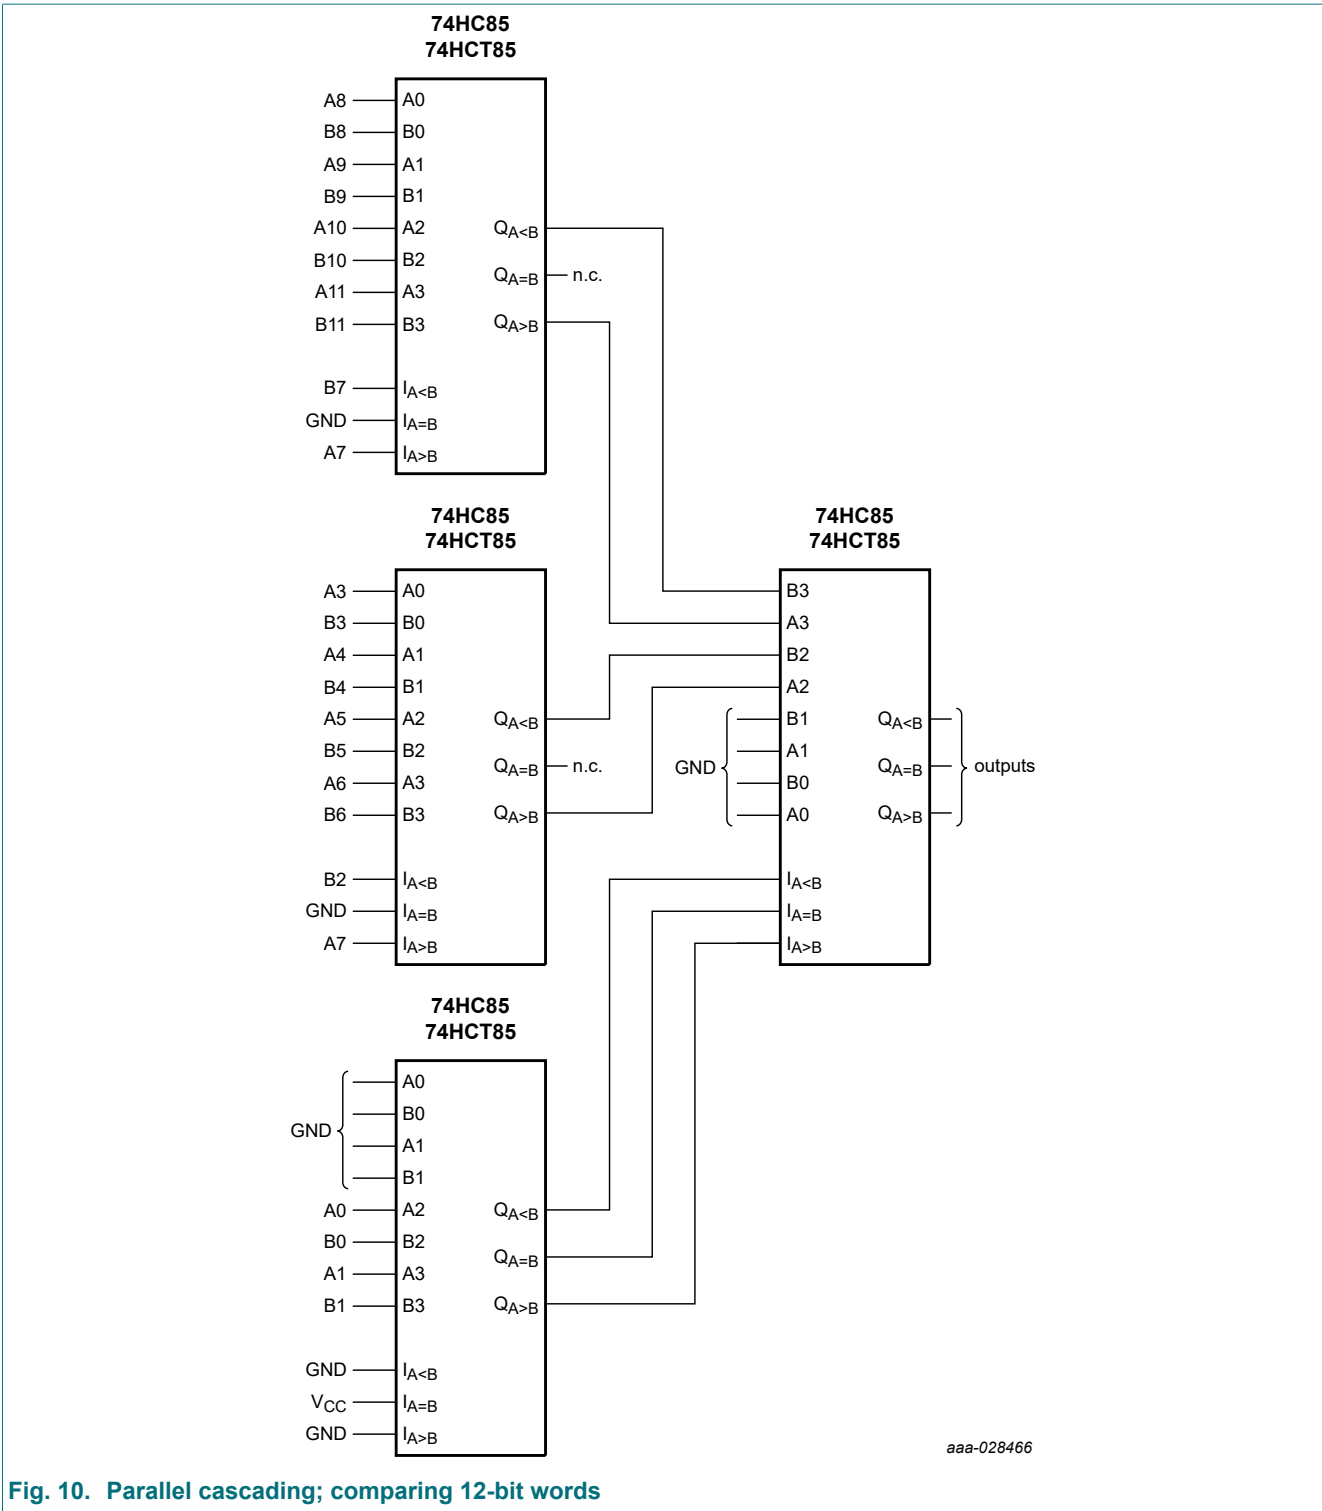 74HC85
74HCT85
A8 A0
B8 B0
A9 A1
B9 B1
A10 A2 QA<B
B10 B2
QA=B n.c.
A11 A3
B11 B3 QA>B
B7 IA<B
GND IA=B
A7 IA>B
74HC85
74HCT85
A3 A0
B3 B0
A4 A1
B4 B1
A5 A2 QA<B
B5 B2
QA=B n.c.
A6 A3
B6 B3 QA>B
B2 IA<B
GND IA=B
A7 IA>B
74HC85
74HCT85
B3
A3
B2
A2
B1 QA<B
A1
GND QA=B outputs
B0
A0 QA>B
IA<B
IA=B
IA>B
74HC85
74HCT85
A0
B0
GND
A1
B1
A0 A2 QA<B
B0 B2
QA=B
A1 A3
B1 B3 QA>B
GND IA<B
VCC IA=B
GND IA>B
aaa-028466
Fig. 10. Parallel cascading; comparing 12-bit words